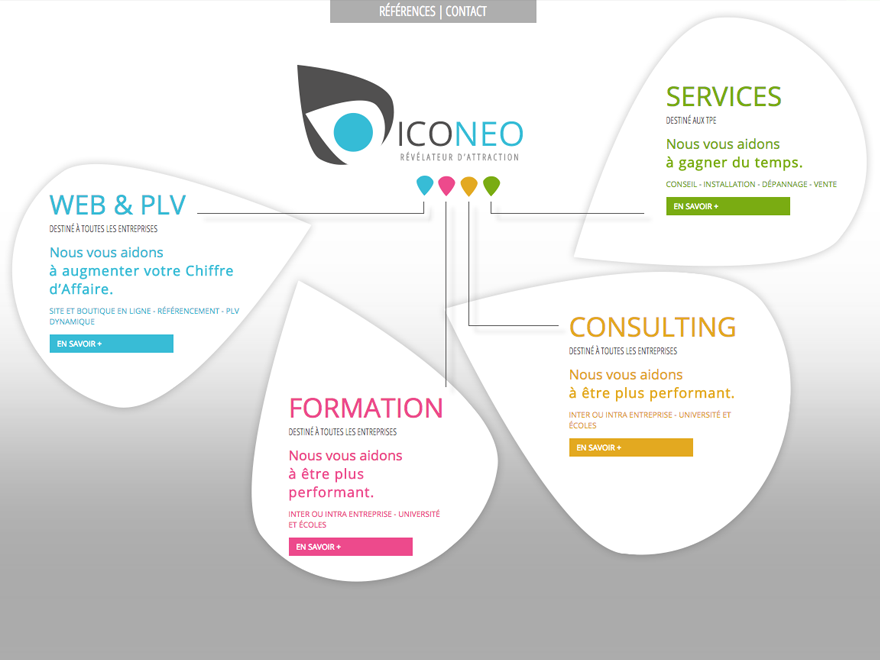 RÉFÉRENCES | CONTACT
ICONEO
RÉVÉLATEUR D'ATTRACTION
SERVICES
DESTINÉ AUX TPE
Nous vous aidons
à gagner du temps.
CONSEIL - INSTALLATION - DÉPANNAGE - VENTE
EN SAVOIR +
WEB & PLV
DESTINÉ À TOUTES LES ENTREPRISES
Nous vous aidons
à augmenter votre Chiffre
d'Affaire.
SITE ET BOUTIQUE EN LIGNE - RÉFÉRENCEMENT - PLV
DYNAMIQUE
EN SAVOIR +
CONSULTING
DESTINÉ À TOUTES LES ENTREPRISES
Nous vous aidons
à être plus performant.
INTER OU INTRA ENTREPRISE - UNIVERSITÉ ET
ÉCOLES
EN SAVOIR +
FORMATION
DESTINÉ À TOUTES LES ENTREPRISES
Nous vous aidons
à être plus
performant.
INTER OU INTRA ENTREPRISE - UNIVERSITÉ
ET ÉCOLES
EN SAVOIR +